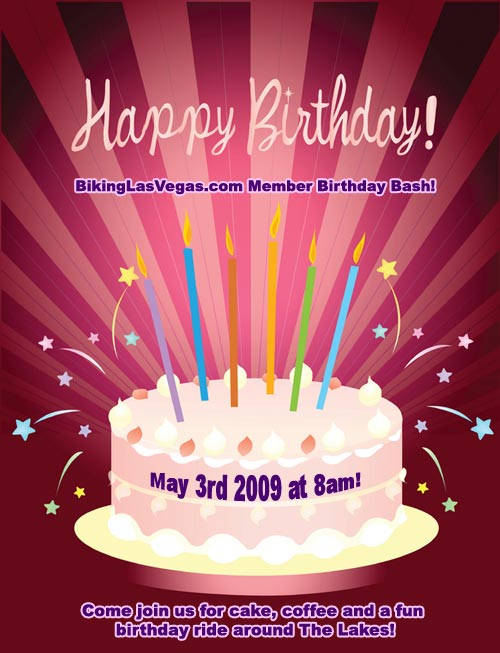 Happy Birthday!
BikingLasVegas.com Member Birthday Bash!
May 3rd 2009 at 8am!
Come join us for cake, coffee and a fun
birthday ride around The Lakes!